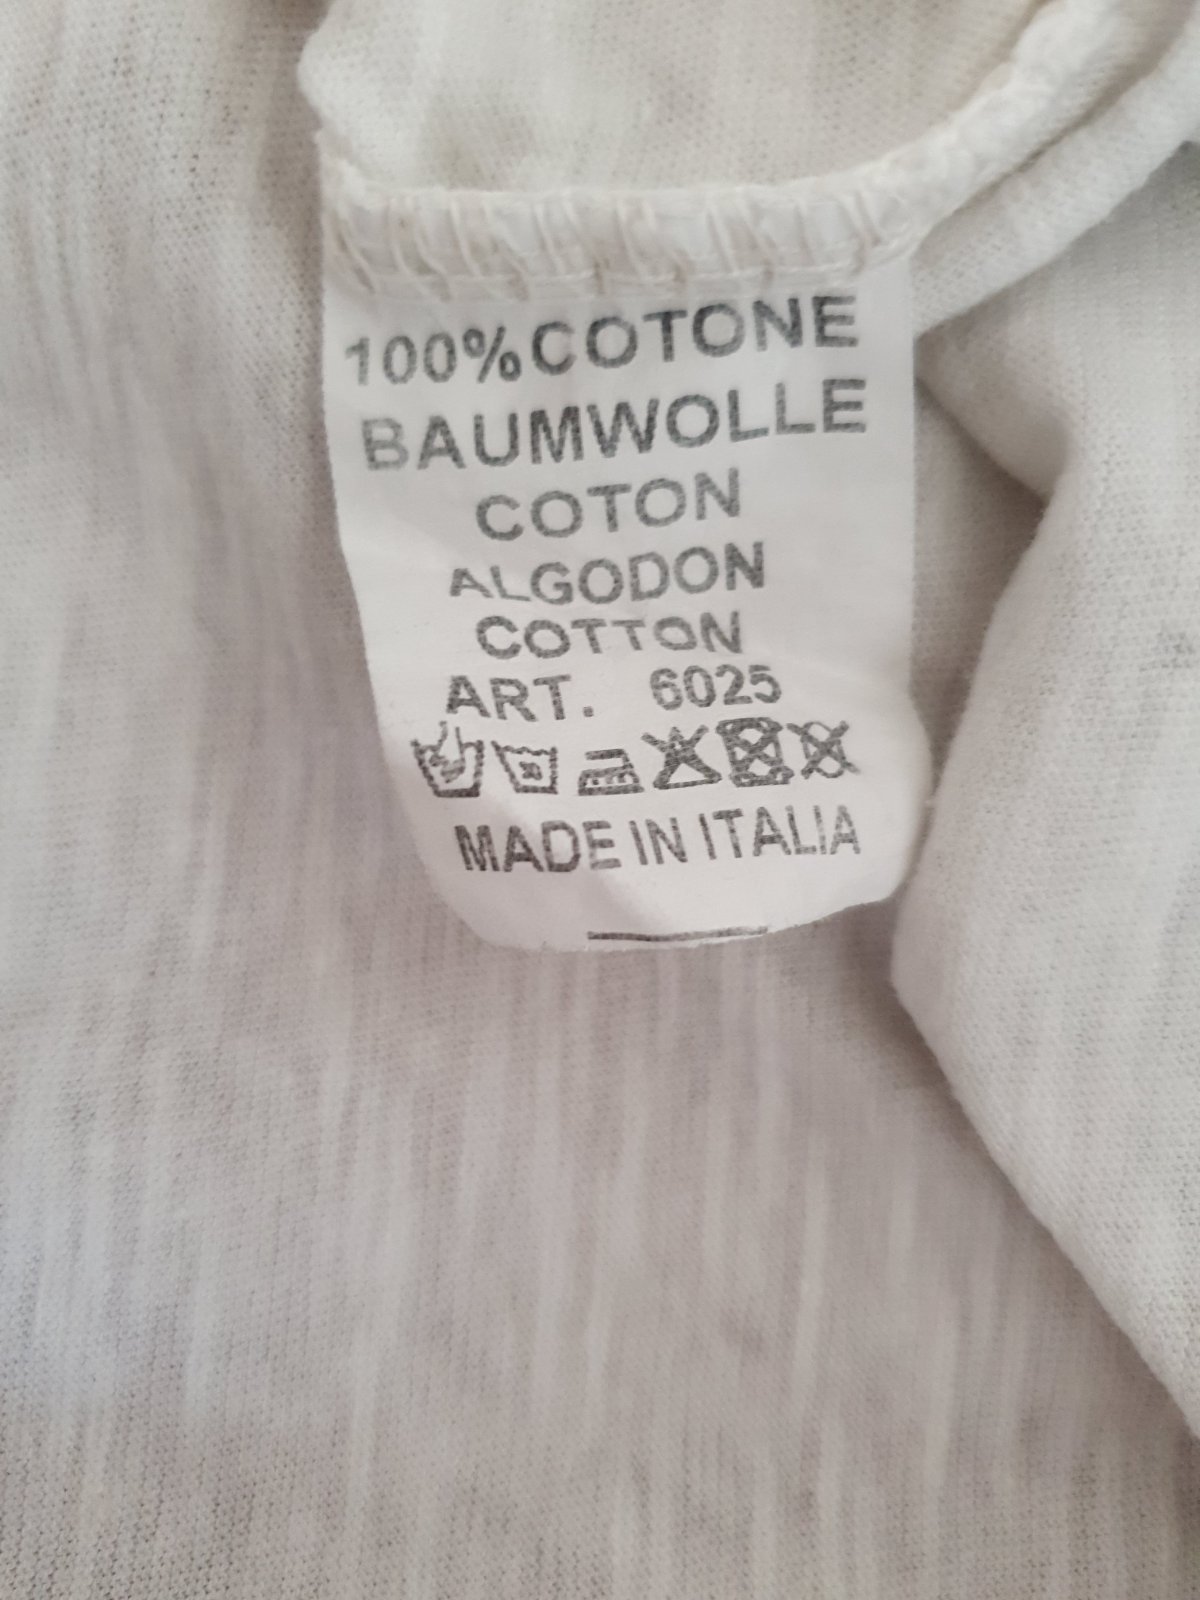 100% COTONE
BAUMWOLLE
COTON
ALGODON
COTTON
ART. 6025
MADE IN ITALIA